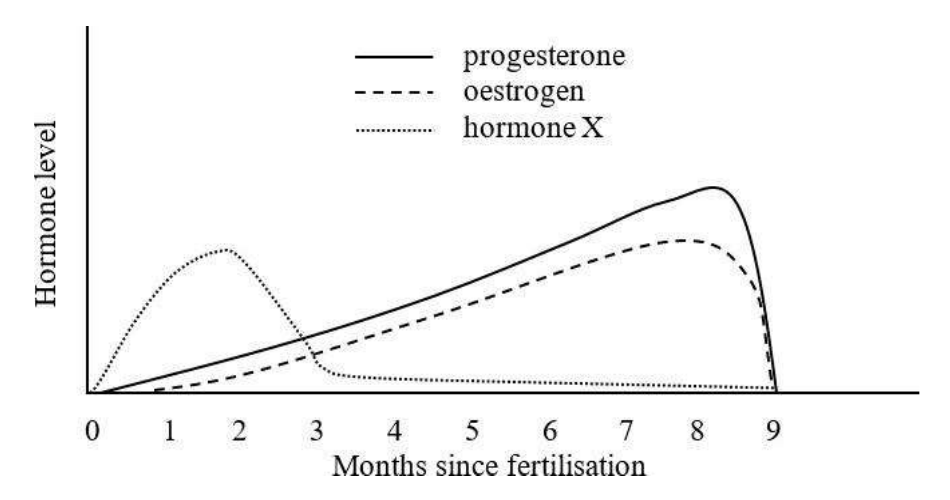 progesterone
oestrogen
hormone X
Hormone level
0 1 2 3 4 5 6 7 8 9
Months since fertilisation